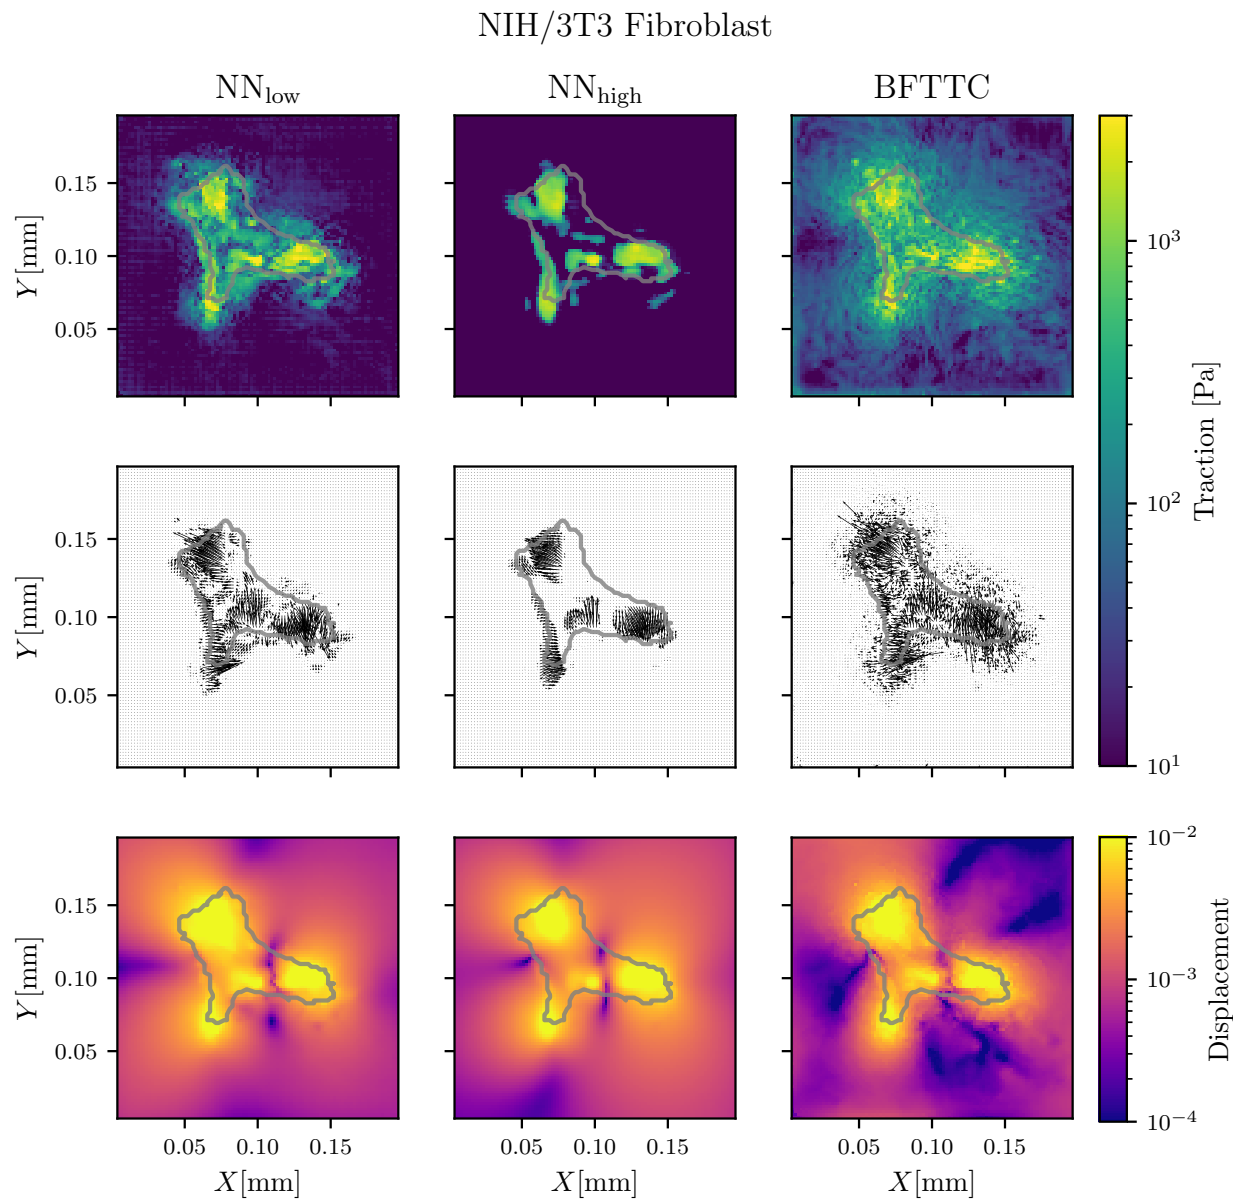 NIH/3T3 Fibroblast
NN_low NN_high BFTTC
0.15
0.10
0.05
Y[mm]
10^3
10^2
10^1
Traction [Pa]
0.15
0.10
0.05
Y[mm]
0.15
0.10
0.05
Y[mm]
10^-2
10^-3
10^-4
Displacement
0.05 0.10 0.15 0.05 0.10 0.15 0.05 0.10 0.15
X[mm] X[mm] X[mm]